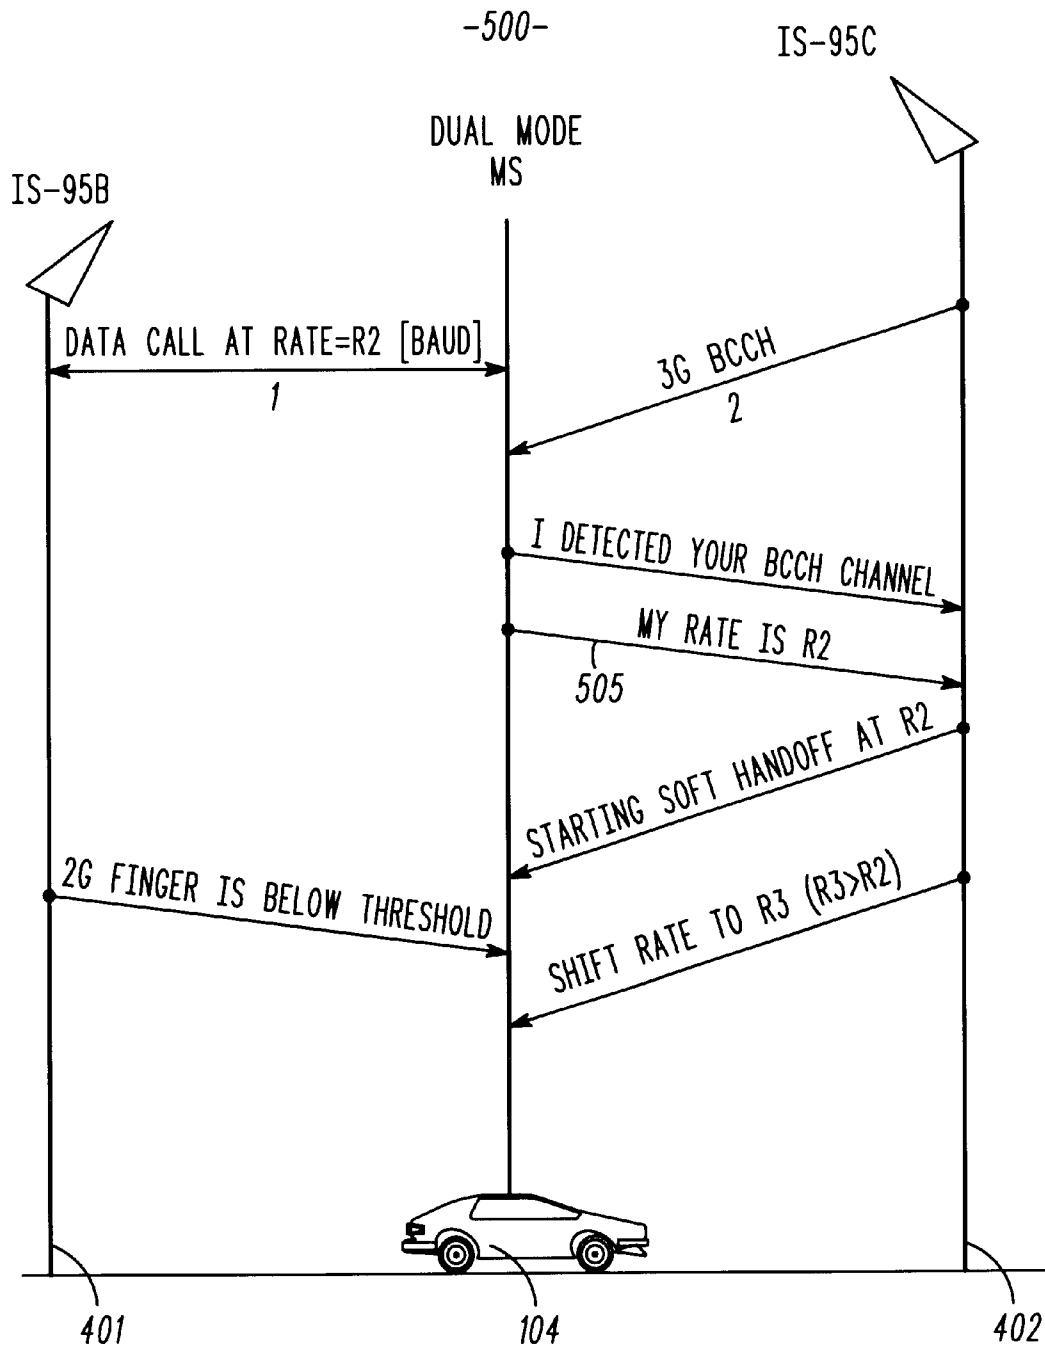 -500-
IS-95C
DUAL MODE
MS
IS-95B
DATA CALL AT RATE=R2 [BAUD]
1
3G BCCH
2
I DETECTED YOUR BCCH CHANNEL
MY RATE IS R2
505
STARTING SOFT HANDOFF AT R2
2G FINGER IS BELOW THRESHOLD
SHIFT RATE TO R3 (R3>R2)
401
104
402